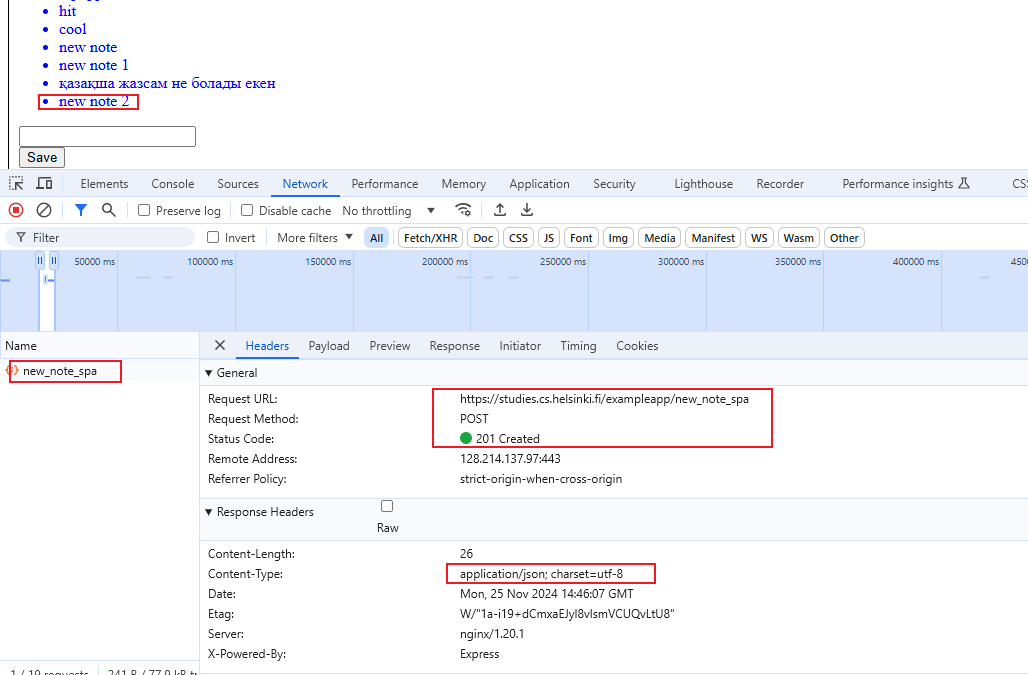 hit
cool
new note
new note 1
қазақша жазсам не болады екен
new note 2
Save
Elements Console Sources Network Performance Memory Application Security Lighthouse Recorder Performance insights CSS
Preserve log Disable cache No throttling
Filter Invert More filters All Fetch/XHR Doc CSS JS Font Img Media Manifest WS Wasm Other
50000 ms 100000 ms 150000 ms 200000 ms 250000 ms 300000 ms 350000 ms 400000 ms
Name Headers Payload Preview Response Initiator Timing Cookies
new_note_spa
General
Request URL: https://studies.cs.helsinki.fi/exampleapp/new_note_spa
Request Method: POST
Status Code: 201 Created
Remote Address: 128.214.137.97:443
Referrer Policy: strict-origin-when-cross-origin
Response Headers
Raw
Content-Length: 26
Content-Type: application/json; charset=utf-8
Date: Mon, 25 Nov 2024 14:46:07 GMT
Etag:
Server: nginx/1.20.1
X-Powered-By: Express
1 / 19 requests 241 B / 77.9 kB